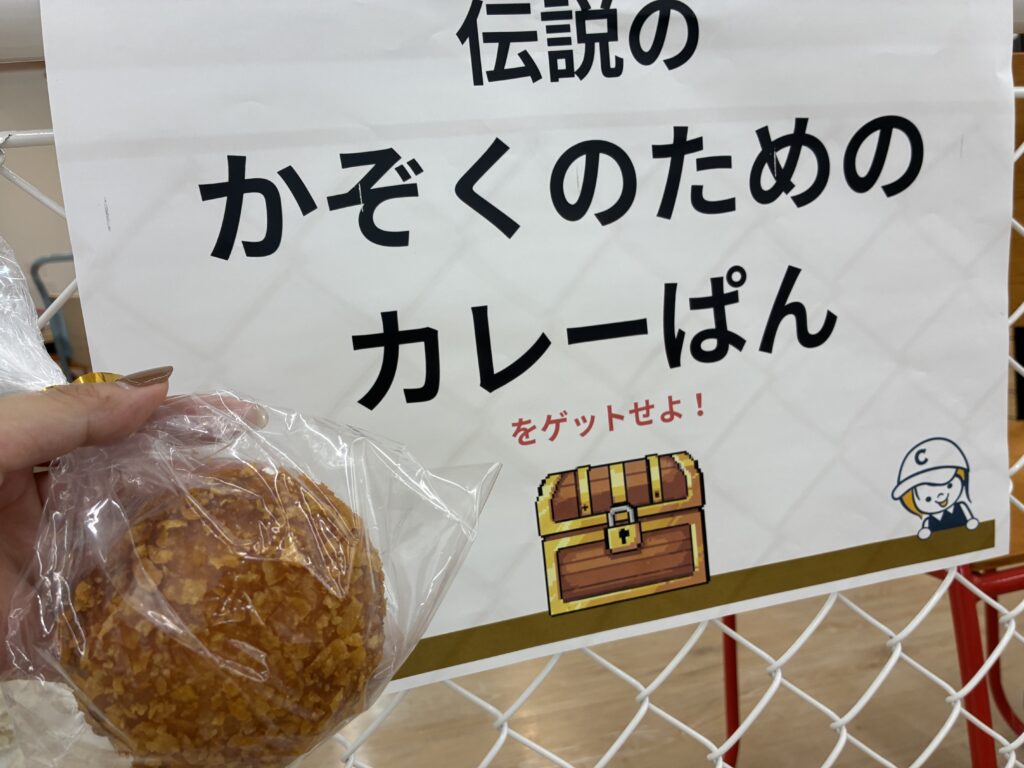 伝説の
かぞくのための
カレーぱん
をゲットせよ！
C